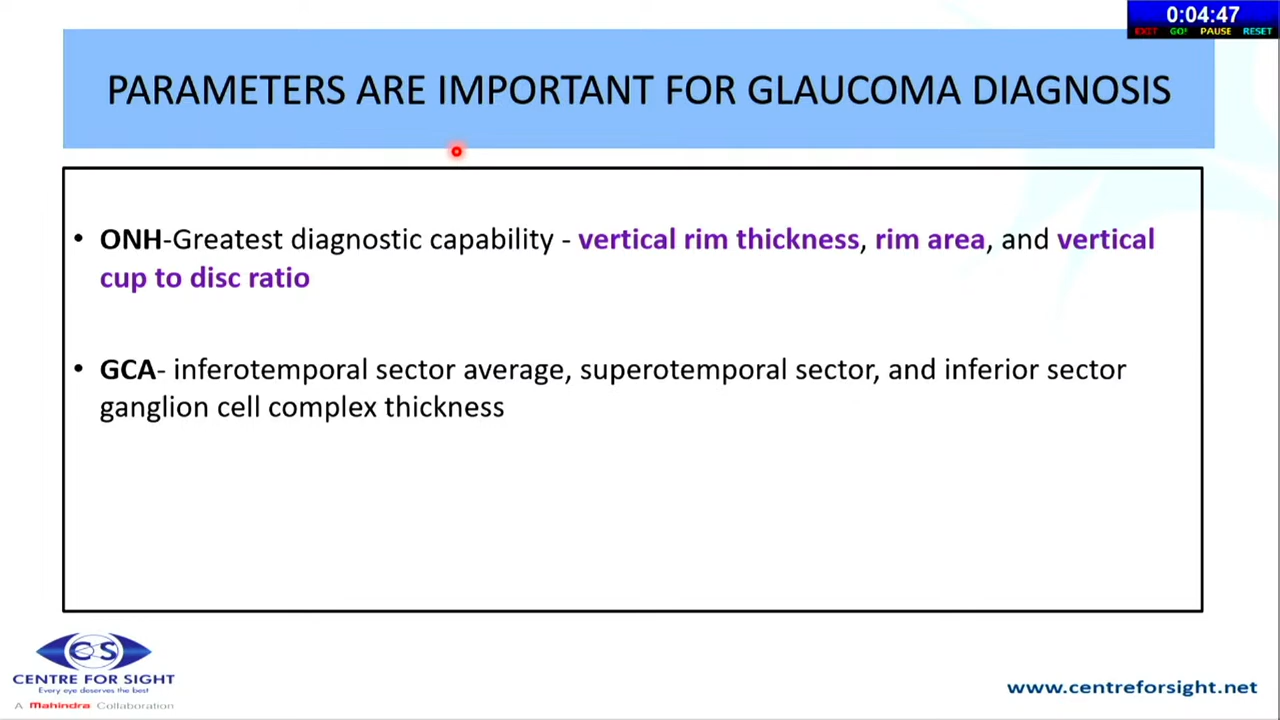 0:04:47
EXIT GO! PAUSE RESET
PARAMETERS ARE IMPORTANT FOR GLAUCOMA DIAGNOSIS
• ONH-Greatest diagnostic capability - vertical rim thickness, rim area, and vertical
cup to disc ratio
• GCA- inferotemporal sector average, superotemporal sector, and inferior sector
ganglion cell complex thickness
CS
CENTRE FOR SIGHT
Every eye deserves the best
A Mahindra Collaboration
www.centreforsight.net